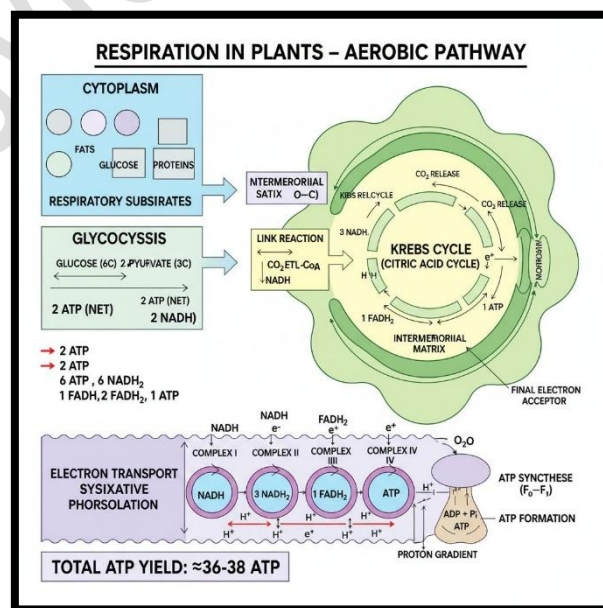 RESPIRATION IN PLANTS – AEROBIC PATHWAY
CYTOPLASM
FATS
GLUCOSE
PROTEINS
RESPIRATORY SUBSTRATES
NTERMERORIIAL
SATIX O–C)
GLYCOCYSSIS
GLUCOSE (6C) 2 PYUFVATE (3C)
2 ATP (NET)
2 ATP (NET)
2 NADH)
LINK REACTION
CO₂ETL-CoA
↓NADH
CO₂ RELEASE
KIBS RELCYCLE
CO₂ RELEASE
3 NADH,
KREBS CYCLE
(CITRIC ACID CYCLE)
e⁺
H H
1 FADH₂
1 ATP
INTERMEMORIIAL
MATRIX
FINAL ELECTRON
ACCEPTOR
→ 2 ATP
→ 2 ATP
6 ATP , 6 NADH₂
1 FADH, 2 FADH₂, 1 ATP
ELECTRON TRANSPORT
SYSIXATIVE
PHORSOLATION
NADH
COMPLEX I
NADH
NADH
e-
COMPLEX II
3 NADH₂
FADH₂
e⁺
COMPLEX
IIIII
1 FADH₂
e⁺
COMPLEX IV
IV
ATP
H⁺ H⁺ H⁺ H⁺
H⁺ H⁺ e⁺ H⁺ H⁺
H⁺
H⁺
O₂O
ATP SYNCTHESE
(F₀–F₁)
ADP + Pᵢ
ATP
ATP FORMATION
PROTON GRADIENT
TOTAL ATP YIELD: ≈36-38 ATP